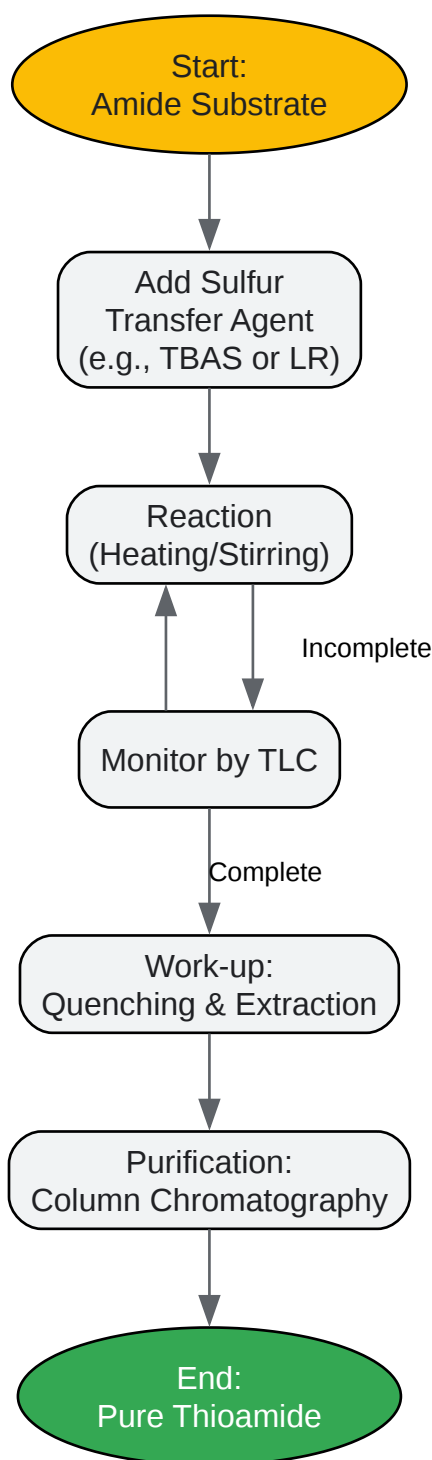 Start:
Amide Substrate
Add Sulfur
Transfer Agent
(e.g., TBAS or LR)
Reaction
(Heating/Stirring)
Incomplete
Monitor by TLC
Complete
Work-up:
Quenching & Extraction
Purification:
Column Chromatography
End:
Pure Thioamide